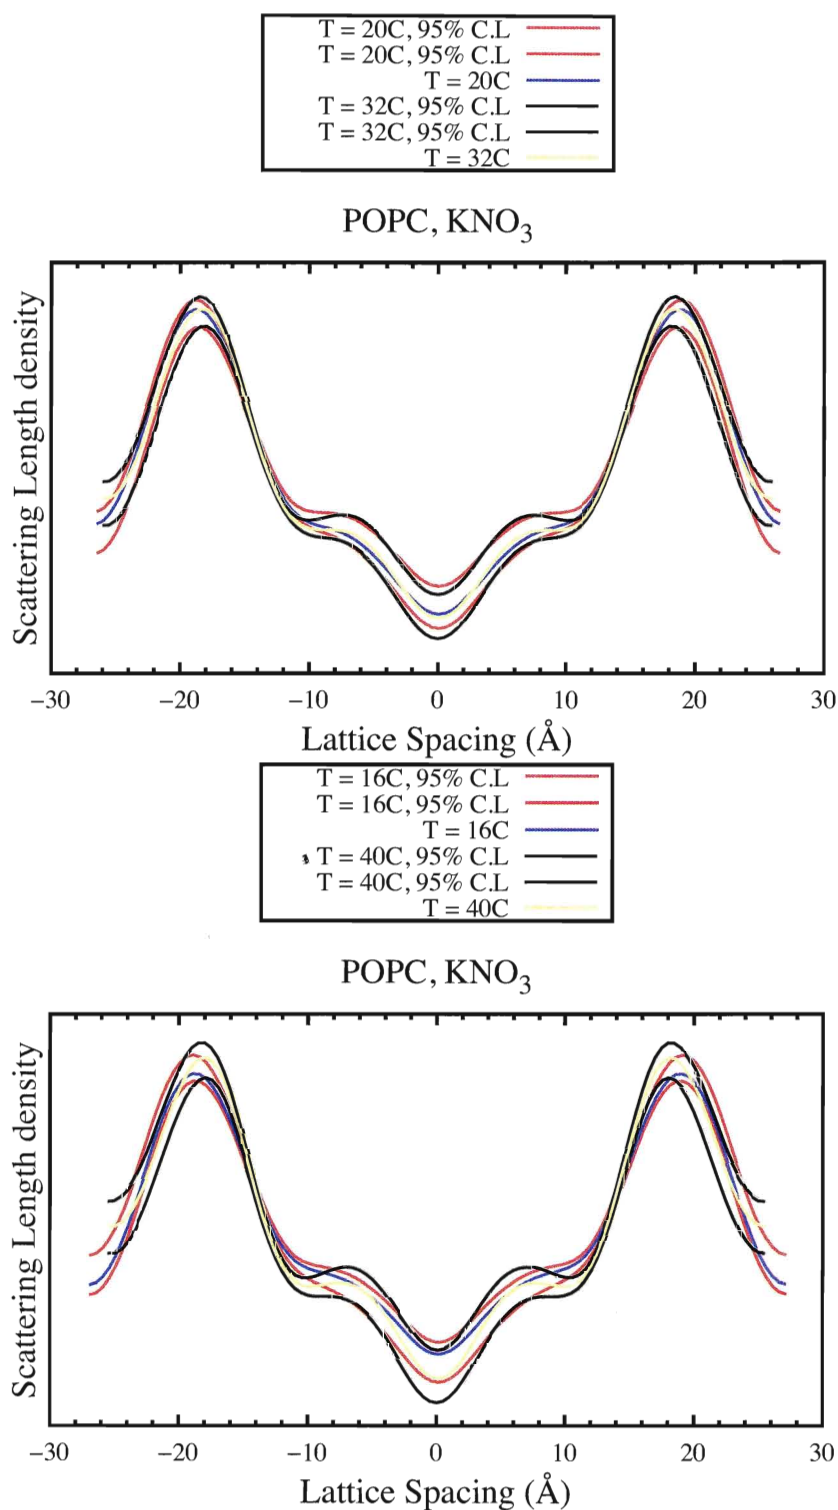 T = 20C, 95% C.L
T = 20C, 95% C.L
T = 20C
T = 32C, 95% C.L
T = 32C, 95% C.L
T = 32C
POPC, KNO3
Scattering Length density
−30 −20 −10 0 10 20 30
Lattice Spacing (Å)
T = 16C, 95% C.L
T = 16C, 95% C.L
T = 16C
T = 40C, 95% C.L
T = 40C, 95% C.L
T = 40C
POPC, KNO3
Scattering Length density
−30 −20 −10 0 10 20 30
Lattice Spacing (Å)